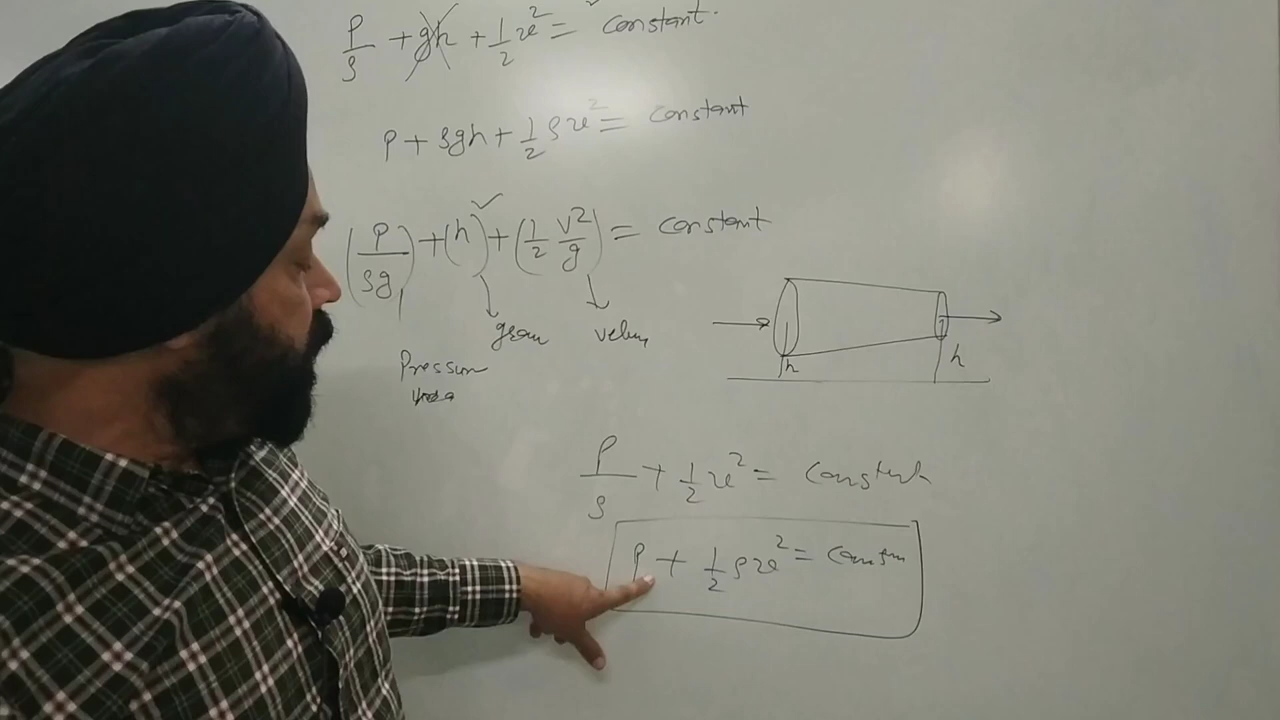 P/ρ + gh + 1/2 v² = constant.
P + ρgh + 1/2 ρv² = constant
(P/ρg) + (h) + (1/2 v²/g) = constant
Pressure
h
h
P/ρ + 1/2 v² = constant
P + 1/2 ρv² =